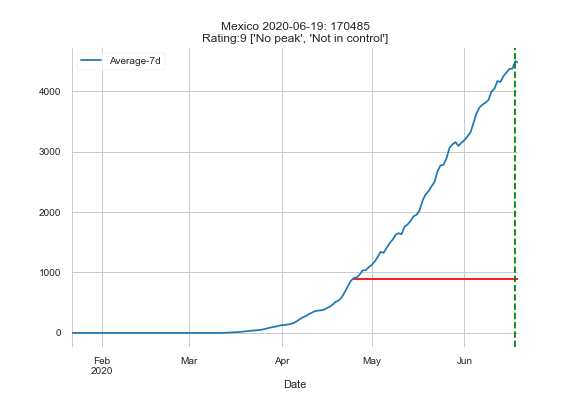 Mexico 2020-06-19: 170485
Rating:9 ['No peak', 'Not in control']
Average-7d
4000
3000
2000
1000
0
Feb
2020
Mar
Apr
May
Jun
Date